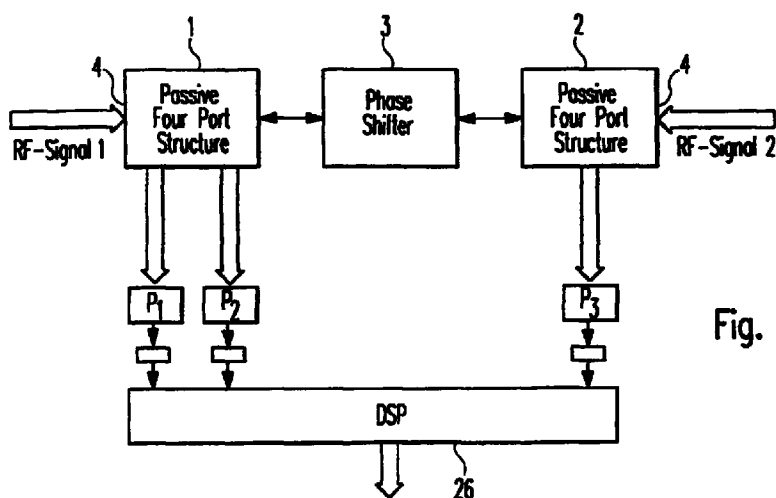 1
3
2
4
4
Passive
Four Port
Structure
Phase
Shifter
Passive
Four Port
Structure
RF-Signal 1
RF-Signal 2
P1
P2
P3
Fig.
DSP
26